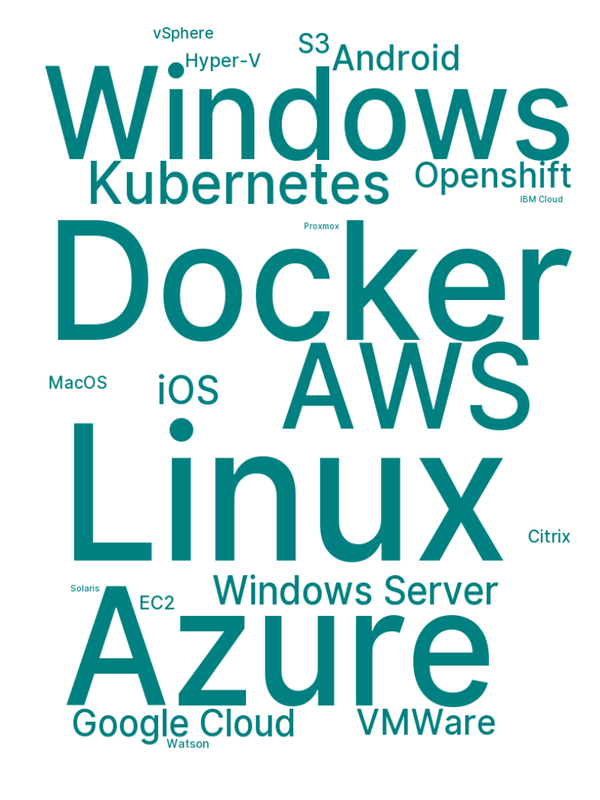 vSphere
S3
Android
Hyper-V
Windows
Kubernetes
Openshift
IBM Cloud
Proxmox
Docker
AWS
MacOS
iOS
Linux
Citrix
Windows Server
Solaris
EC2
Azure
Google Cloud
VMWare
Watson